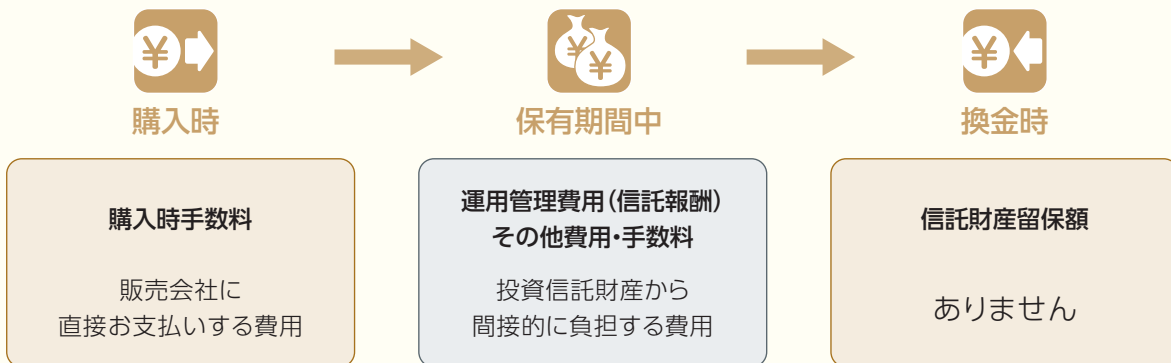 購入時
保有期間中
換金時
購入時手数料
販売会社に
直接お支払いする費用
運用管理費用(信託報酬)
その他費用・手数料
投資信託財産から
間接的に負担する費用
信託財産留保額
ありません